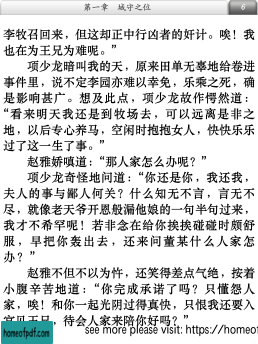 第一章 城守之位 6
李牧召回来，但这却正中行凶者的奸计。唉！我
也在为王兄为难呢。”
项少龙暗叫我的天，原来田单无辜地给卷进
事件里，说不定李园亦难以幸免，乐乘之死，确
是影响甚广。想及此点，项少龙故作愕然道：
“看来明天我还是到牧场去，可以远离是非之
地，以后专心养马，空闲时抱抱女人，快快乐乐
过了这一生了事。”
赵雅娇嗔道：“那人家怎么办呢？”
项少龙奇怪地问道：“你还是你，我还我，
夫人的事与鄙人何关？什么知无不言，言无不
尽，就像老天爷开恩般漏他娘的一句半句过来，
我才不希罕呢！若非念在给你挨挨碰碰时颇舒
服，早把你轰出去，还来问董某什么人家怎
办？”
赵雅不但不以为忤，还笑得差点气绝，按着
小腹辛苦地道：“你完成承诺了吗？只懂怨人
家，唉！和你一起光阴过得真快，只恨我还要入
宫见王兄，待会人家来陪你好吗？”
homeofpdf.com
see more please visit: https://homeof